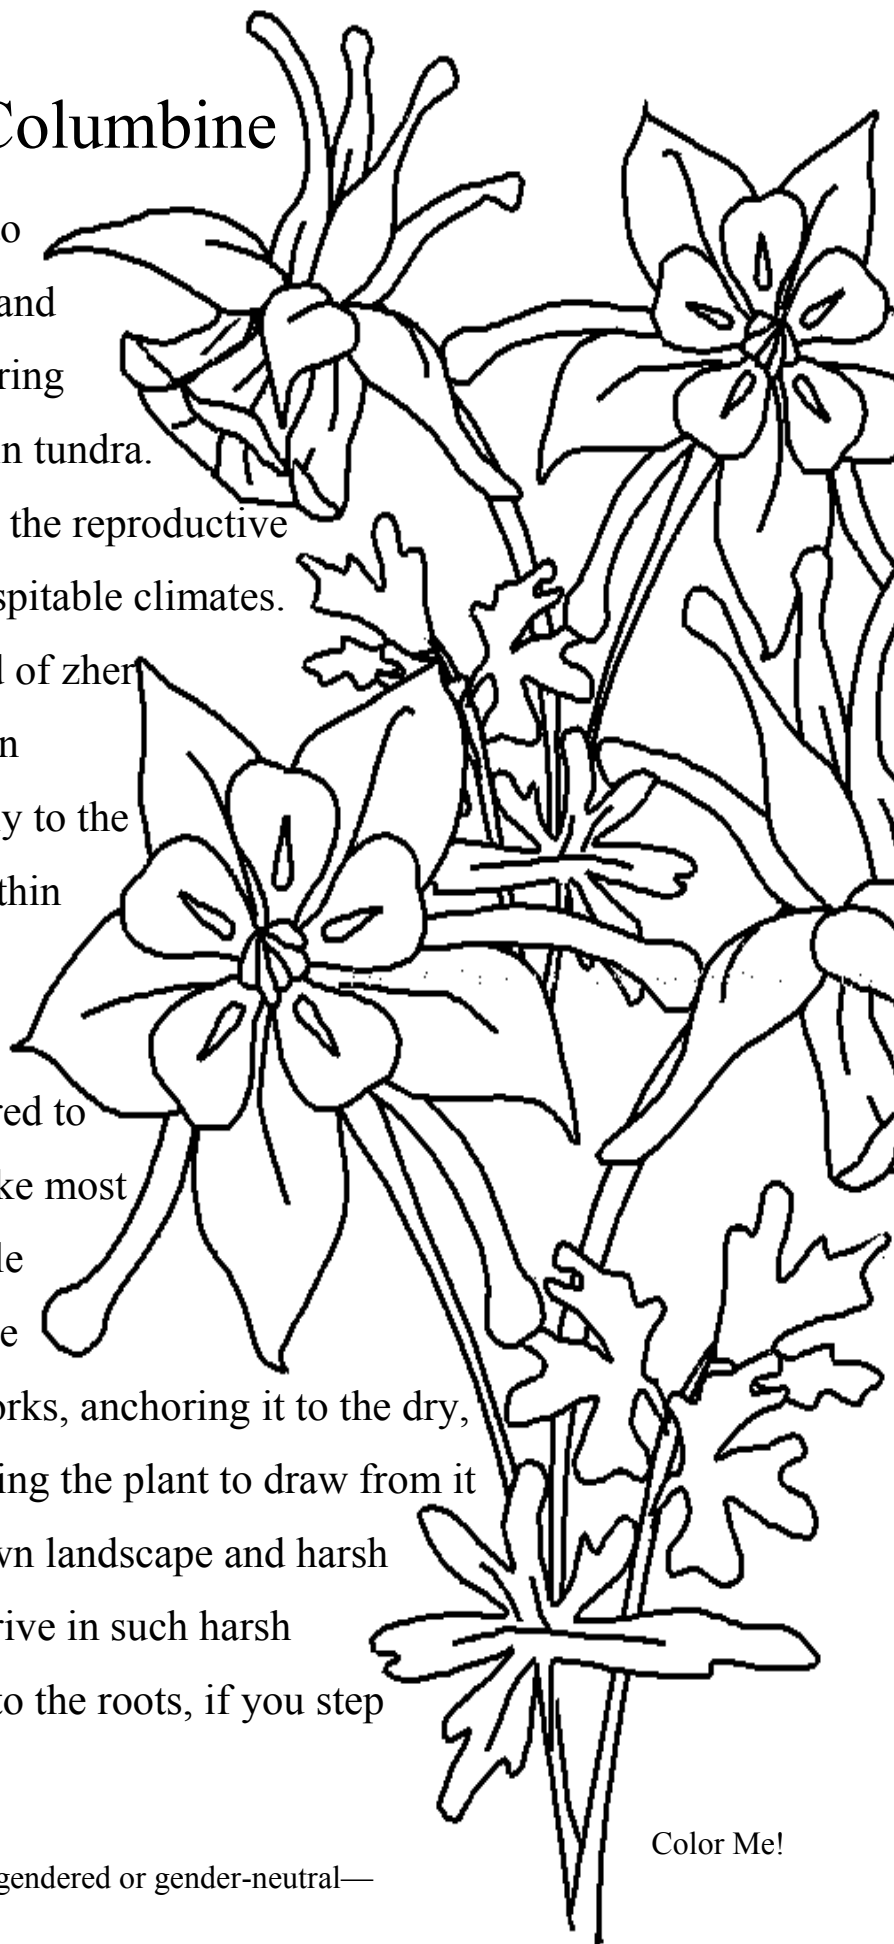 Columbine
o
and
ring
n tundra.
the reproductive
spitable climates.
d of zher
n
y to the
thin
red to
ke most
le
e
orks, anchoring it to the dry,
ing the plant to draw from it
wn landscape and harsh
rive in such harsh
to the roots, if you step
Color Me!
gendered or gender-neutral—